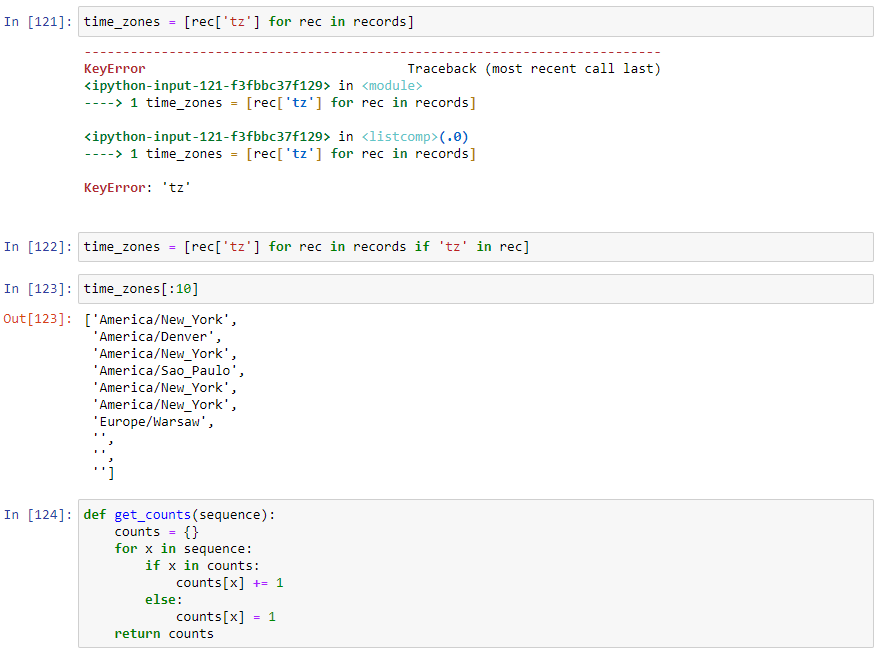 In [121]: time_zones = [rec['tz'] for rec in records]
---------------------------------------------------------------------------
KeyError                                  Traceback (most recent call last)
<ipython-input-121-f3fbbc37f129> in <module>
----> 1 time_zones = [rec['tz'] for rec in records]

<ipython-input-121-f3fbbc37f129> in <listcomp>(.0)
----> 1 time_zones = [rec['tz'] for rec in records]

KeyError: 'tz'
In [122]: time_zones = [rec['tz'] for rec in records if 'tz' in rec]
In [123]: time_zones[:10]
Out[123]: ['America/New_York',
 'America/Denver',
 'America/New_York',
 'America/Sao_Paulo',
 'America/New_York',
 'America/New_York',
 'Europe/Warsaw',
 '',
 '',
 '']
In [124]: def get_counts(sequence):
    counts = {}
    for x in sequence:
        if x in counts:
            counts[x] += 1
        else:
            counts[x] = 1
    return counts